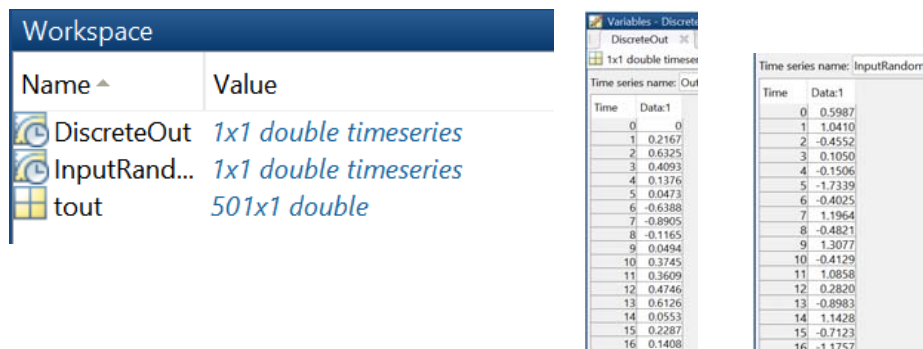 Workspace
Name Value
DiscreteOut 1x1 double timeseries
InputRand... 1x1 double timeseries
tout 501x1 double
Variables - Discrete
DiscreteOut
1x1 double timeser
Time series name: Out
Time Data:1
0 0
1 0.2167
2 0.6325
3 0.4093
4 0.1376
5 0.0473
6 -0.6388
7 -0.8905
8 -0.1165
9 0.0494
10 0.3745
11 0.3609
12 0.4746
13 0.6126
14 0.0553
15 0.2287
16 0.1408
Time series name: InputRandom
Time Data:1
0 0.5987
1 1.0410
2 -0.4552
3 0.1050
4 -0.1506
5 -1.7339
6 -0.4025
7 1.1964
8 -0.4821
9 1.3077
10 -0.4129
11 1.0858
12 0.2820
13 -0.8983
14 1.1428
15 -0.7123
16 -1.1757